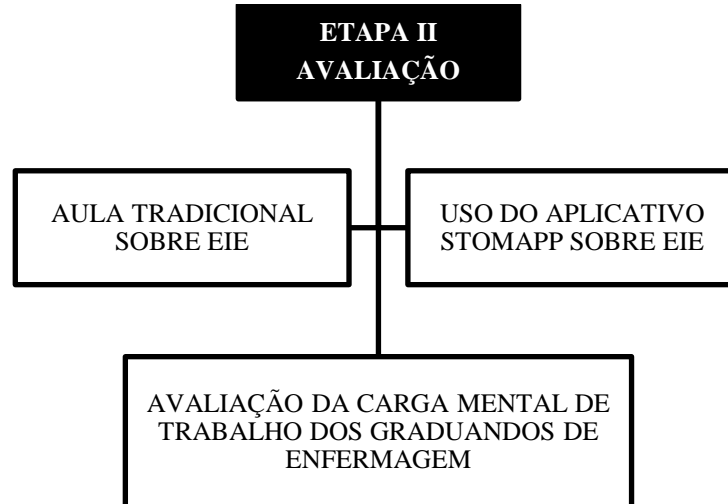 ETAPA II
AVALIAÇÃO
AULA TRADICIONAL
SOBRE EIE
USO DO APLICATIVO
STOMAPP SOBRE EIE
AVALIAÇÃO DA CARGA MENTAL DE
TRABALHO DOS GRADUANDOS DE
ENFERMAGEM